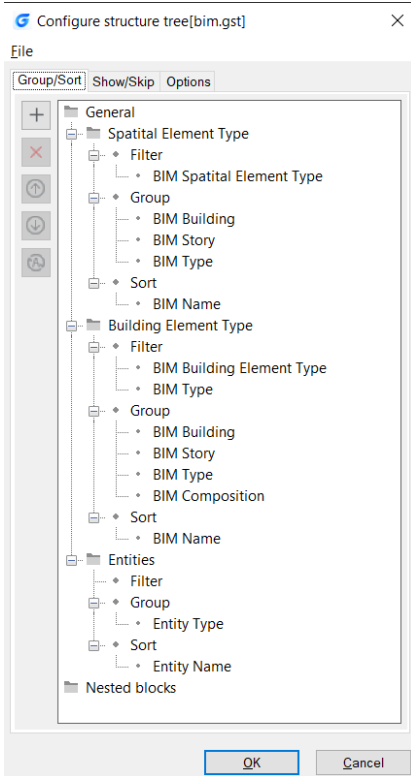 Configure structure tree[bim.gst]
File
Group/Sort Show/Skip Options
General
Spatital Element Type
Filter
BIM Spatital Element Type
Group
BIM Building
BIM Story
BIM Type
Sort
BIM Name
Building Element Type
Filter
BIM Building Element Type
BIM Type
Group
BIM Building
BIM Story
BIM Type
BIM Composition
Sort
BIM Name
Entities
Filter
Group
Entity Type
Sort
Entity Name
Nested blocks
OK Cancel